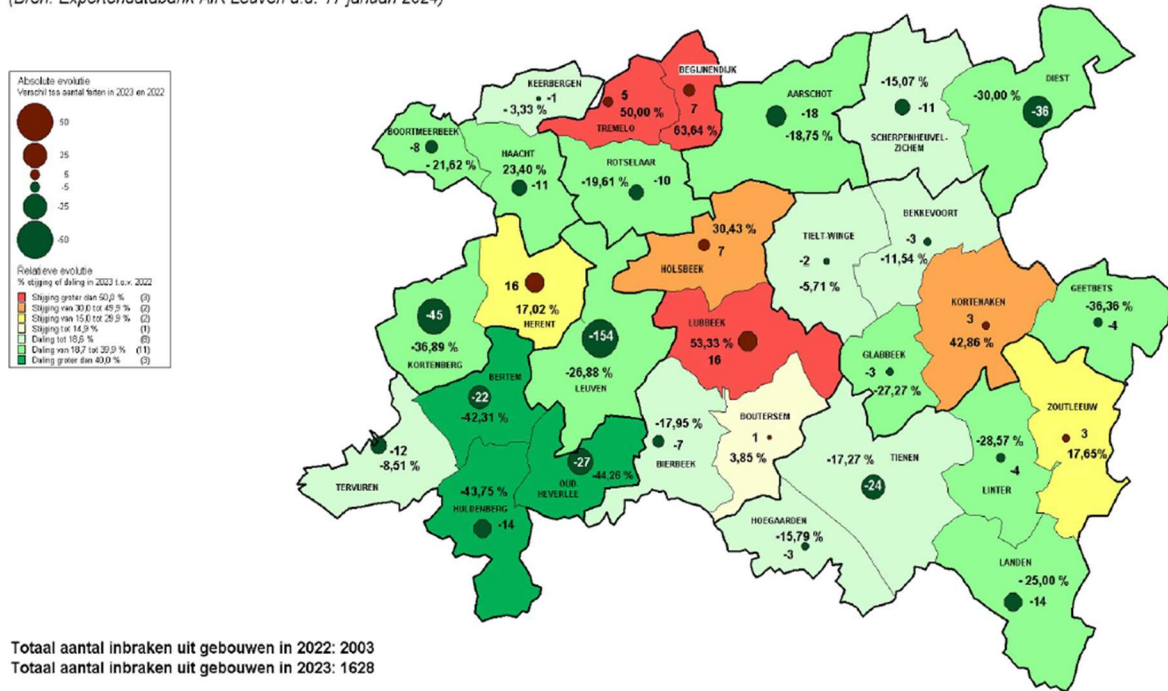 (Bron: Expertendatabank AIK Leuven d.d. 17 januari 2024)
Absolute evolutie
Verschil tss aantal feiten in 2023 en 2022
50
25
5
-5
-25
-50
Relatieve evolutie
% stijging of daling in 2023 t.o.v. 2022
Stijging groter dan 50,0 % (3)
Stijging van 30,0 tot 49,9 % (2)
Stijging van 15,0 tot 29,9 % (2)
Stijging tot 14,9 % (1)
Daling tot 18,6 % (8)
Daling van 18,7 tot 39,9 % (11)
Daling groter dan 40,0 % (3)
KEERBERGEN
-1
- 3,33 %
5
50,00 %
TREMELO
BEGIJNENDIJK
7
63,64 %
AARSCHOT
-18
-18,75 %
-15,07 %
-11
SCHERPENHEUVEL-
ZICHEM
DIEST
-30,00 %
-36
BOORTMEERBEEK
-8
- 21,62 %
HAACHT
23,40 %
-11
ROTSELAAR
-19,61 %
-10
30,43 %
7
HOLSBEEK
TIELT-WINGE
-2
-5,71 %
BEKKEVOORT
-3
-11,54 %
KORTENAKEN
3
42,86 %
GEETBETS
-36,36 %
-4
16
17,02 %
HERENT
-45
-36,89 %
KORTENBERG
-154
-26,88 %
LEUVEN
LUBBEEK
53,33 %
16
GLABBEEK
-3
-27,27 %
BERTEM
-22
-42,31 %
-12
-8,51 %
TERVUREN
-43,75 %
HULDENBERG
-14
-27
-44,26 %
OUD-
HEVERLEE
-17,95 %
-7
BIERBEEK
BOUTERSEM
1
3,85 %
-17,27 %
TIENEN
-24
-28,57 %
-4
LINTER
ZOUTLEEUW
3
17,65%
HOEGAARDEN
-15,79 %
-3
LANDEN
- 25,00 %
-14
Totaal aantal inbraken uit gebouwen in 2022: 2003
Totaal aantal inbraken uit gebouwen in 2023: 1628